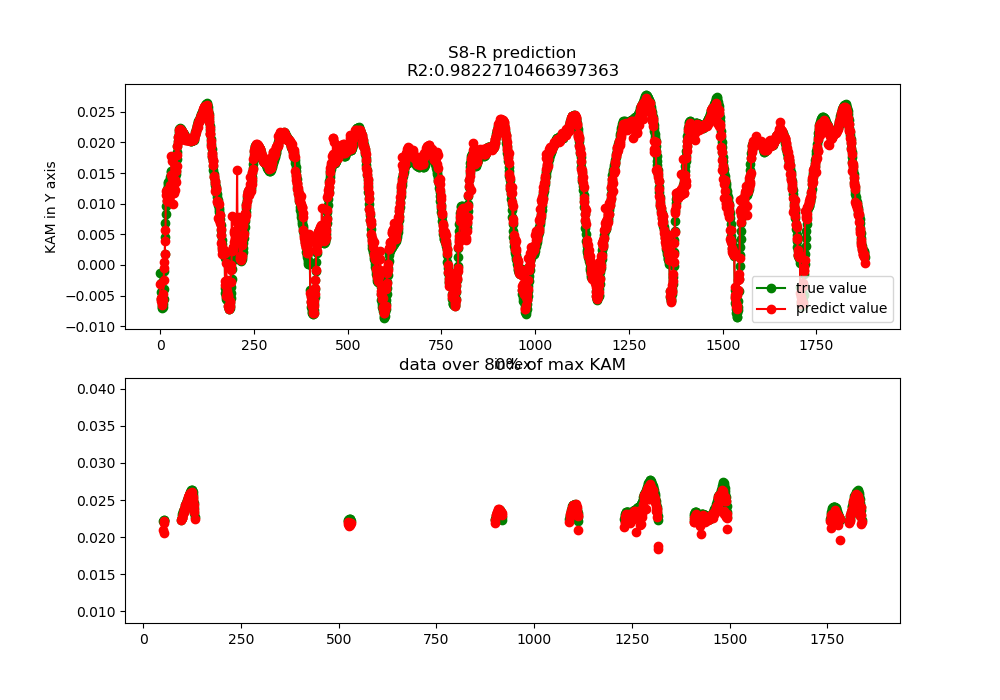 S8-R prediction
R2:0.9822710466397363
KAM in Y axis
0.025
0.020
0.015
0.010
0.005
0.000
−0.005
−0.010
0 250 500 750 1000 1250 1500 1750
true value
predict value
index
data over 80% of max KAM
0.040
0.035
0.030
0.025
0.020
0.015
0.010
0 250 500 750 1000 1250 1500 1750